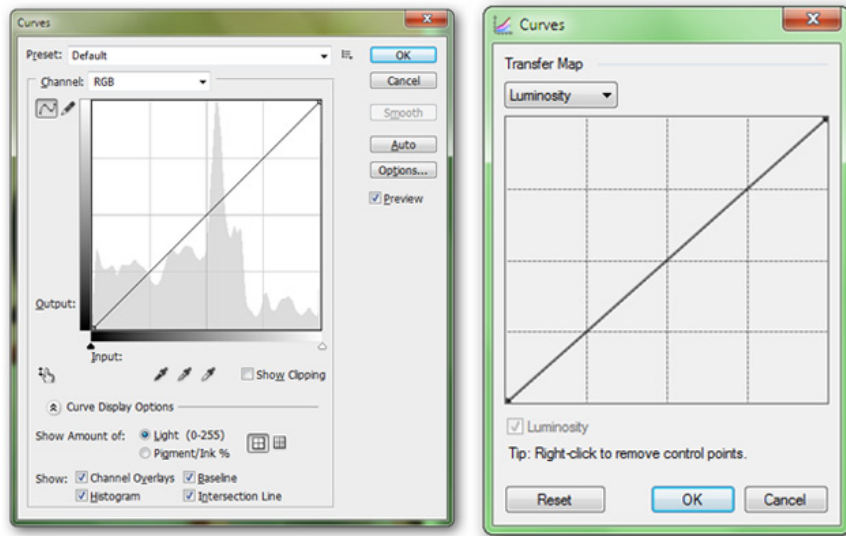 Curves
Preset: Default
OK
Channel: RGB
Cancel
Smooth
Auto
Options...
Preview
Output:
Input:
Show Clipping
Curve Display Options
Show Amount of: Light (0-255)
Pigment/Ink %
Show: Channel Overlays Baseline
Histogram Intersection Line
Curves
Transfer Map
Luminosity
Luminosity
Tip: Right-click to remove control points.
Reset OK Cancel